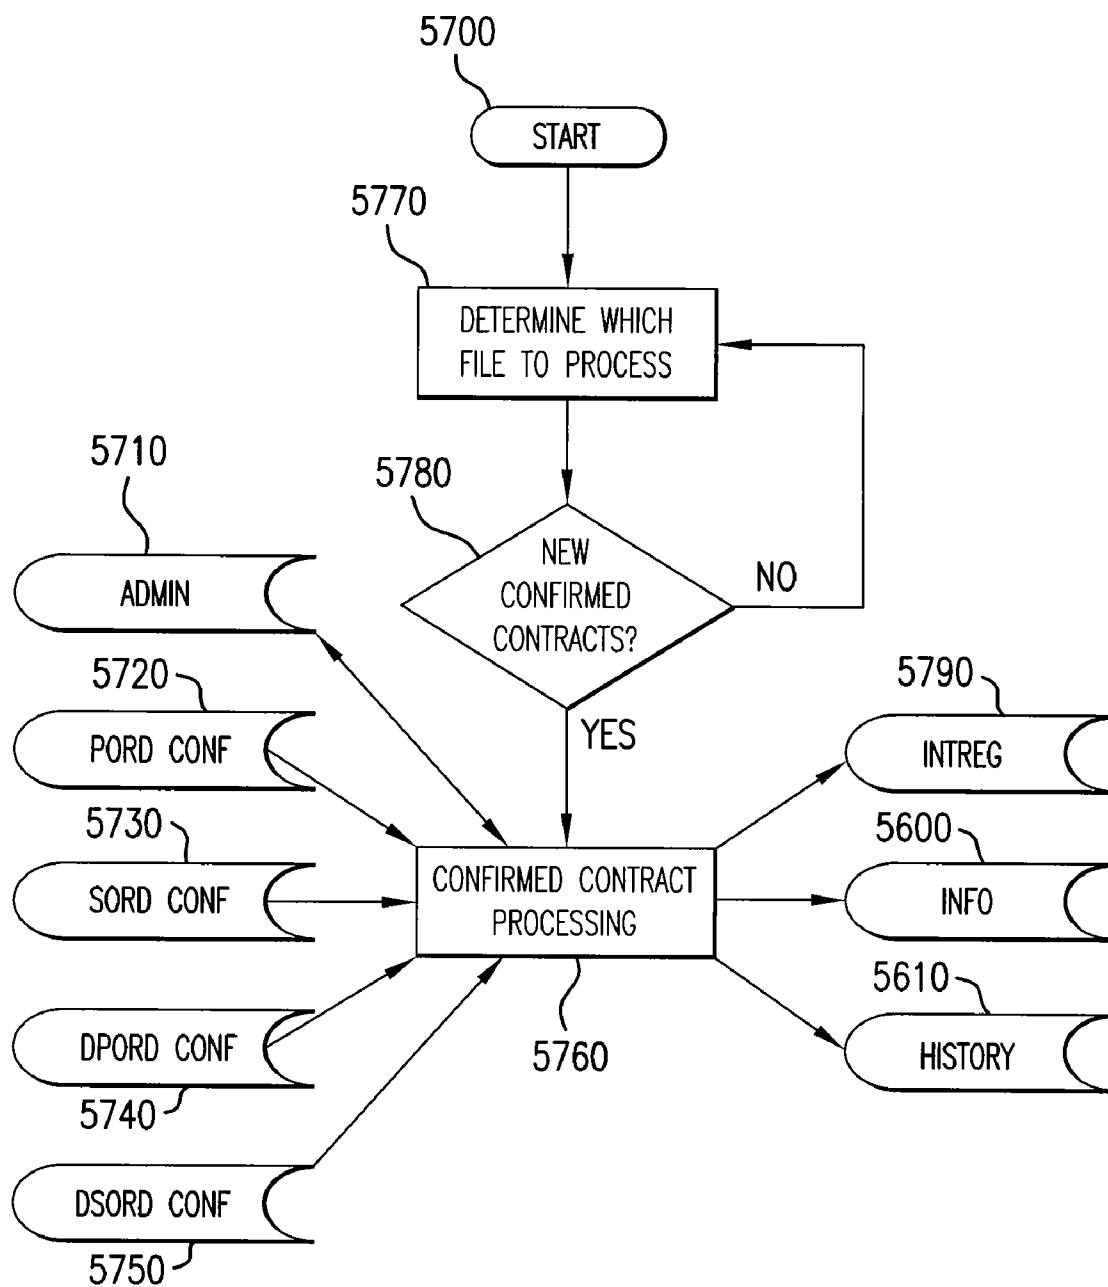 5700
START
5770
DETERMINE WHICH
FILE TO PROCESS
5710
5780
ADMIN
NEW
CONFIRMED
CONTRACTS?
NO
5720
PORD CONF
YES
5790
INTREG
5730
SORD CONF
CONFIRMED CONTRACT
PROCESSING
5600
INFO
5610
DPORD CONF
5740
5760
HISTORY
DSORD CONF
5750